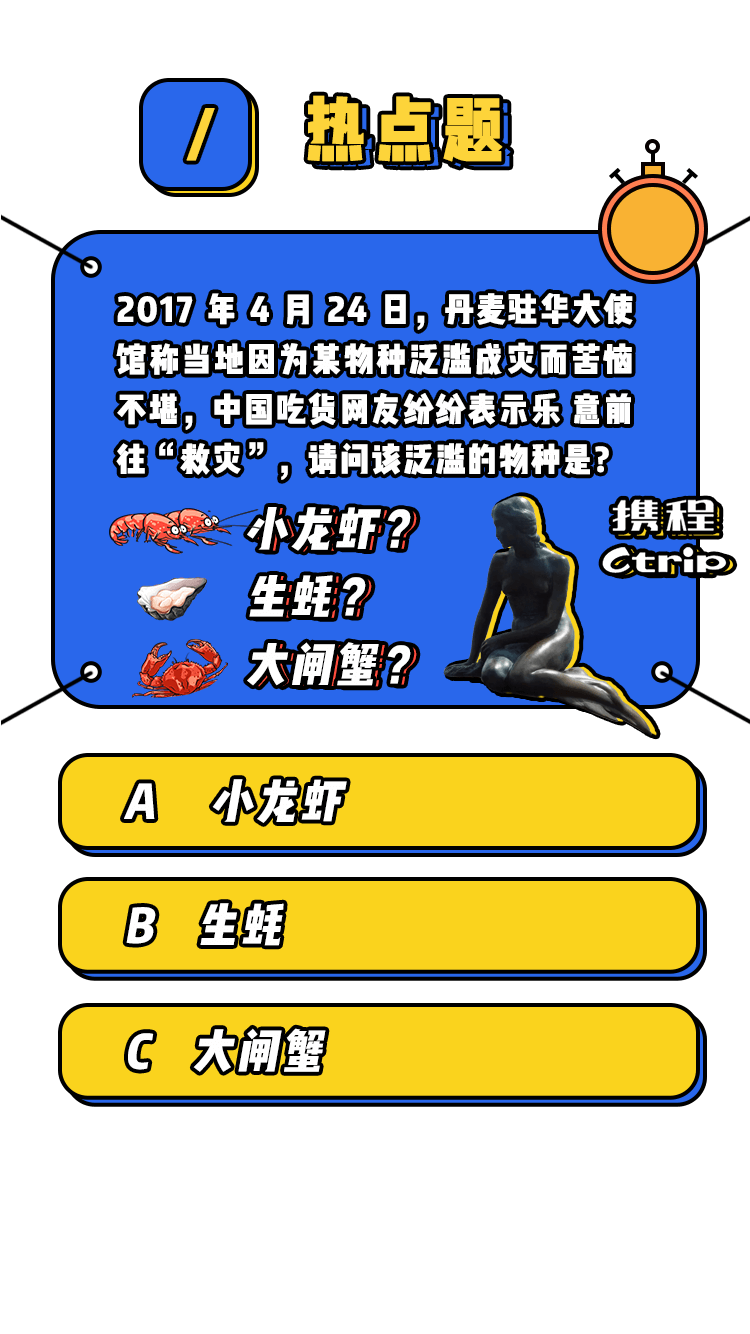 / 热点题
2017 年 4 月 24 日，丹麦驻华大使
馆称当地因为某物种泛滥成灾而苦恼
不堪，中国吃货网友纷纷表示乐 意前
往“救灾”，请问该泛滥的物种是?
小龙虾?
携程
Ctrip
生蚝?
大闸蟹?
A 小龙虾
B 生蚝
C 大闸蟹